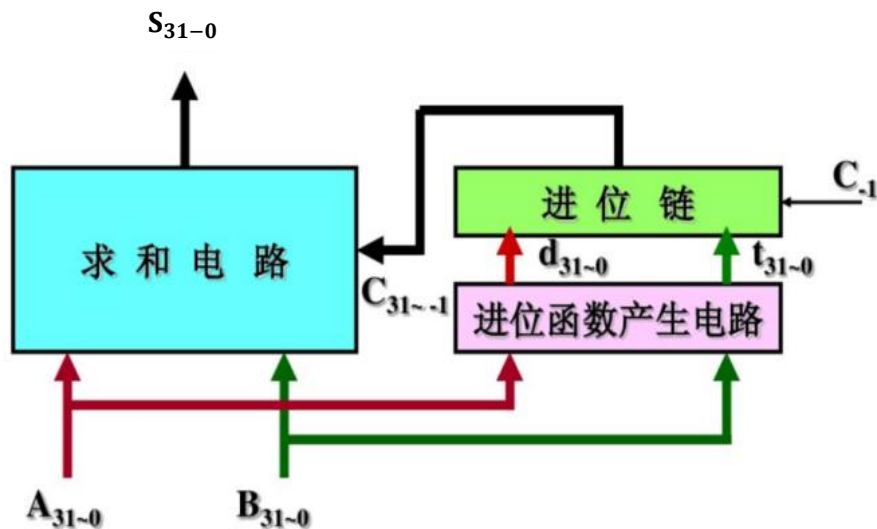 S₃₁₋₀
进 位 链
C₋₁
求 和 电 路
d₃₁~₀
t₃₁~₀
C₃₁~ ₋₁
进位函数产生电路
A₃₁~₀
B₃₁~₀